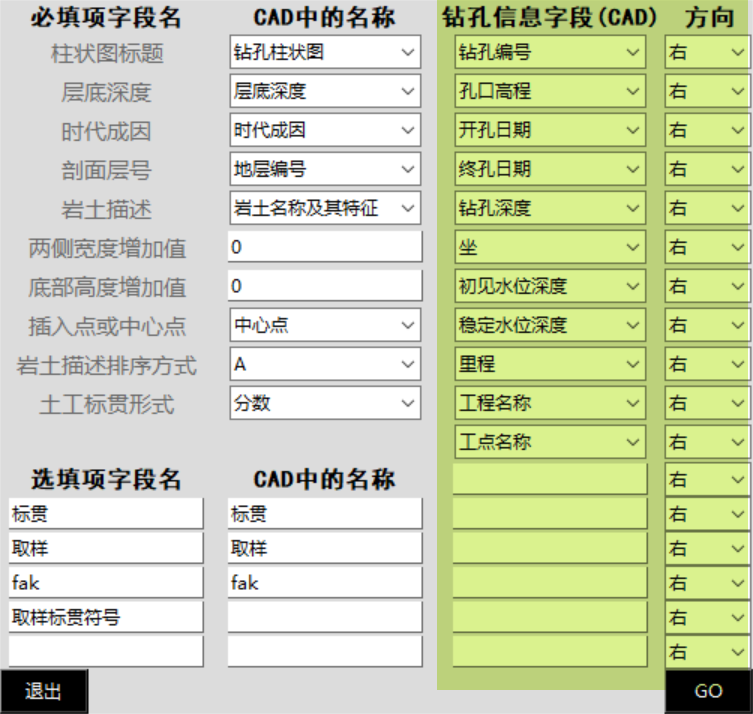 必填项字段名 CAD中的名称 钻孔信息字段(CAD) 方向
柱状图标题 钻孔柱状图 钻孔编号 右
层底深度 层底深度 孔口高程 右
时代成因 时代成因 开孔日期 右
剖面层号 地层编号 终孔日期 右
岩土描述 岩土名称及其特征 钻孔深度 右
两侧宽度增加值 0 坐 右
底部高度增加值 0 初见水位深度 右
插入点或中心点 中心点 稳定水位深度 右
岩土描述排序方式 A 里程 右
土工标贯形式 分数 工程名称 右
工点名称 右
选填项字段名 CAD中的名称 右
标贯 标贯 右
取样 取样 右
fak fak 右
取样标贯符号 右
右
退出 GO